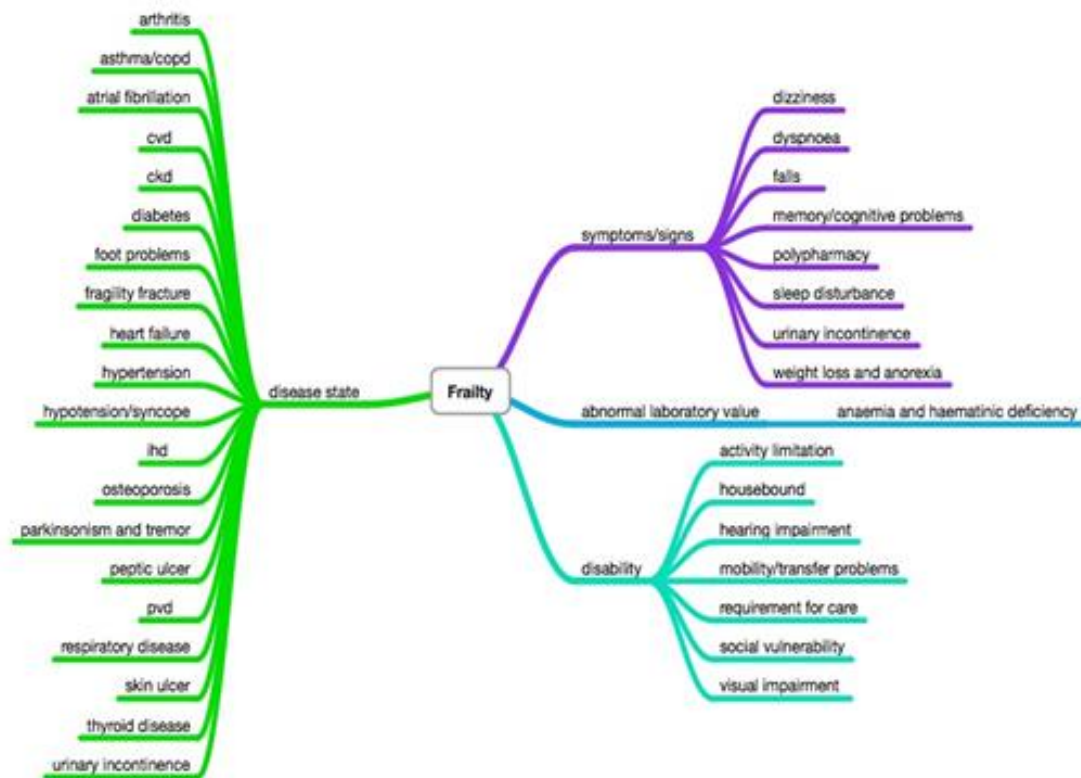 arthritis
asthma/copd
atrial fibrillation
cvd
ckd
diabetes
foot problems
fragility fracture
heart failure
hypertension
hypotension/syncope
ihd
osteoporosis
parkinsonism and tremor
peptic ulcer
pvd
respiratory disease
skin ulcer
thyroid disease
urinary incontinence
disease state
Frailty
symptoms/signs
dizziness
dyspnoea
falls
memory/cognitive problems
polypharmacy
sleep disturbance
urinary incontinence
weight loss and anorexia
abnormal laboratory value
anaemia and haematinic deficiency
disability
activity limitation
housebound
hearing impairment
mobility/transfer problems
requirement for care
social vulnerability
visual impairment